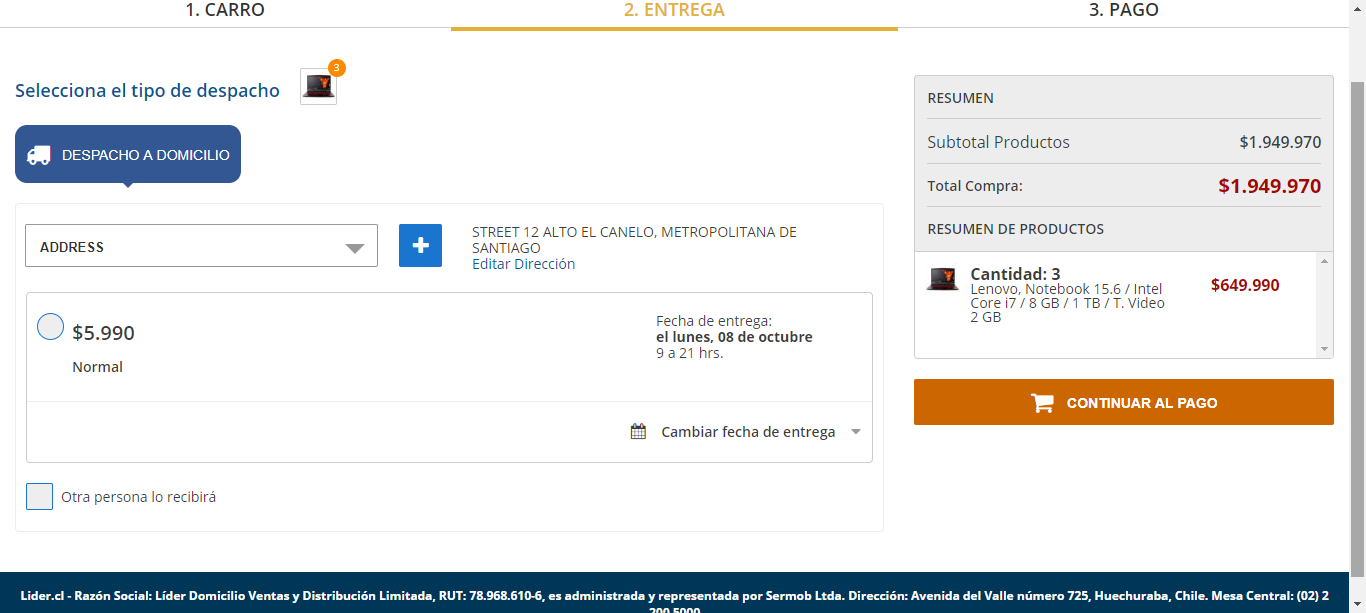 1. CARRO
2. ENTREGA
3. PAGO
Selecciona el tipo de despacho
3
DESPACHO A DOMICILIO
ADDRESS
+
STREET 12 ALTO EL CANELO, METROPOLITANA DE
SANTIAGO
Editar Dirección
$5.990
Normal
Fecha de entrega:
el lunes, 08 de octubre
9 a 21 hrs.
Cambiar fecha de entrega
Otra persona lo recibirá
RESUMEN
Subtotal Productos $1.949.970
Total Compra: $1.949.970
RESUMEN DE PRODUCTOS
Cantidad: 3
Lenovo, Notebook 15.6 / Intel
Core i7 / 8 GB / 1 TB / T. Video
2 GB
$649.990
CONTINUAR AL PAGO
Lider.cl - Razón Social: Líder Domicilio Ventas y Distribución Limitada, RUT: 78.968.610-6, es administrada y representada por Sermob Ltda. Dirección: Avenida del Valle número 725, Huechuraba, Chile. Mesa Central: (02) 2
200 5000